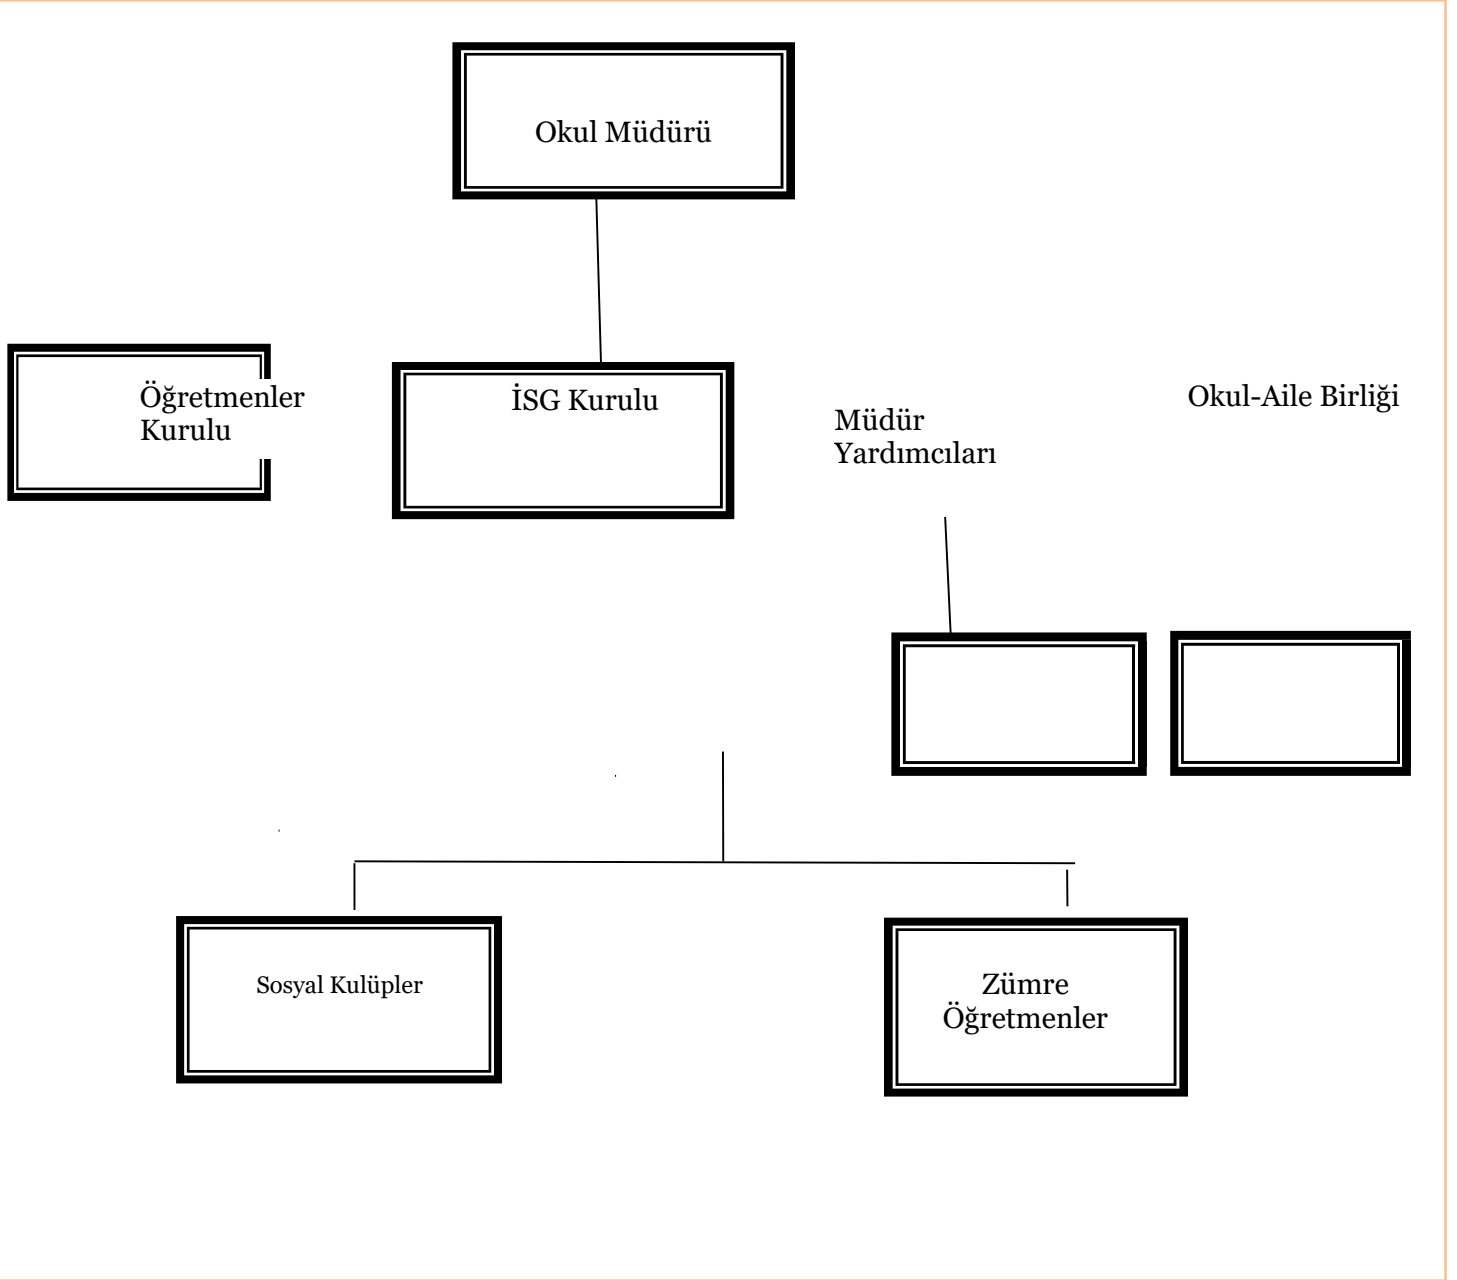 Okul Müdürü
Öğretmenler
Kurulu
İSG Kurulu
Müdür
Yardımcıları
Okul-Aile Birliği
Sosyal Kulüpler
Zümre
Öğretmenler